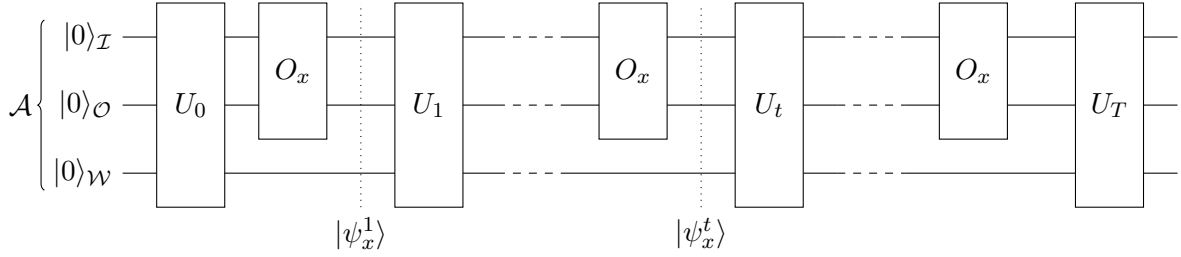 |0⟩_ℐ
𝒜 |0⟩_𝒪 U_0 O_x U_1 O_x U_t O_x U_T
|0⟩_𝒲
|ψ_x^1⟩ |ψ_x^t⟩